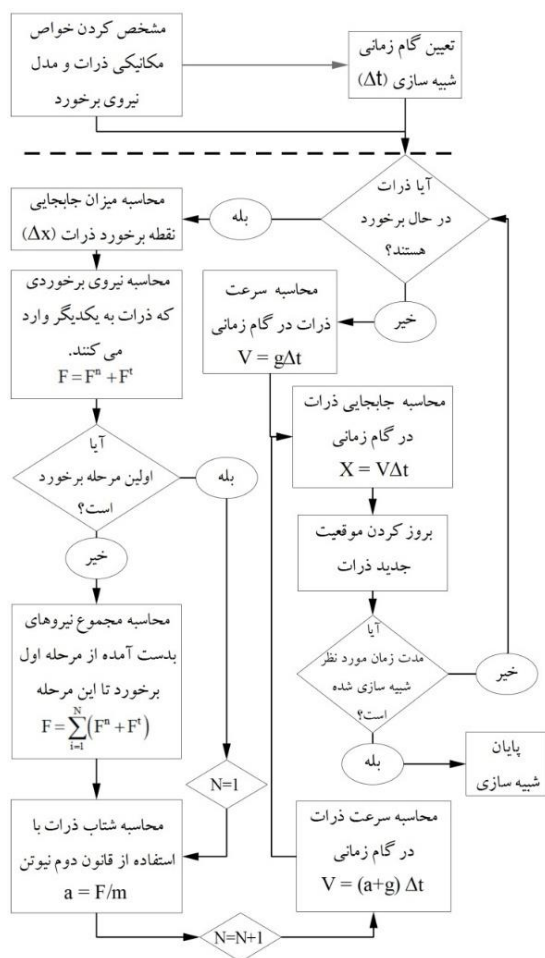 مشخص کردن خواص
مکانیکی ذرات و مدل
نیروی برخورد
تعیین گام زمانی
شبیه سازی (Δt)
آیا ذرات
در حال برخورد
هستند؟
بله
محاسبه میزان جابجایی
نقطه برخورد ذرات (Δx)
خیر
محاسبه سرعت
ذرات در گام زمانی
V = gΔt
محاسبه نیروی برخوردی
که ذرات به یکدیگر وارد
می کنند.
F=Fⁿ+Fᵗ
محاسبه جابجایی ذرات
در گام زمانی
X = VΔt
آیا
اولین مرحله برخورد
است؟
بله
خیر
بروز کردن موقعیت
جدید ذرات
محاسبه مجموع نیروهای
بدست آمده از مرحله اول
برخورد تا این مرحله
F=∑ᵢ₌₁ᴺ(Fⁿ+Fᵗ)
آیا
مدت زمان مورد نظر
شبیه سازی شده
است؟
خیر
بله
پایان
شبیه سازی
N=1
محاسبه شتاب ذرات با
استفاده از قانون دوم نیوتن
a = F/m
N=N+1
محاسبه سرعت ذرات
در گام زمانی
V = (a+g) Δt